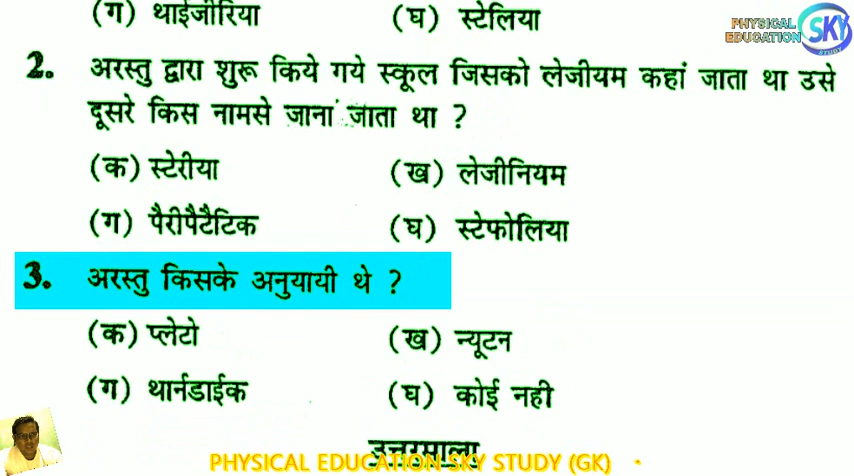 (ग) थाईजीरिया (घ) स्टेलिया
PHYSICAL
EDUCATION
SKY
STUDY
2. अरस्तु द्वारा शुरू किये गये स्कूल जिसको लेजीयम कहां जाता था उसे
दूसरे किस नामसे जाना जाता था ?
(क) स्टेरीया (ख) लेजीनियम
(ग) पैरीपैटैटिक (घ) स्टेफोलिया
3. अरस्तु किसके अनुयायी थे ?
(क) प्लेटो (ख) न्यूटन
(ग) थार्नडाईक (घ) कोई नही
उत्तरमाला
PHYSICAL EDUCATION SKY STUDY (GK)